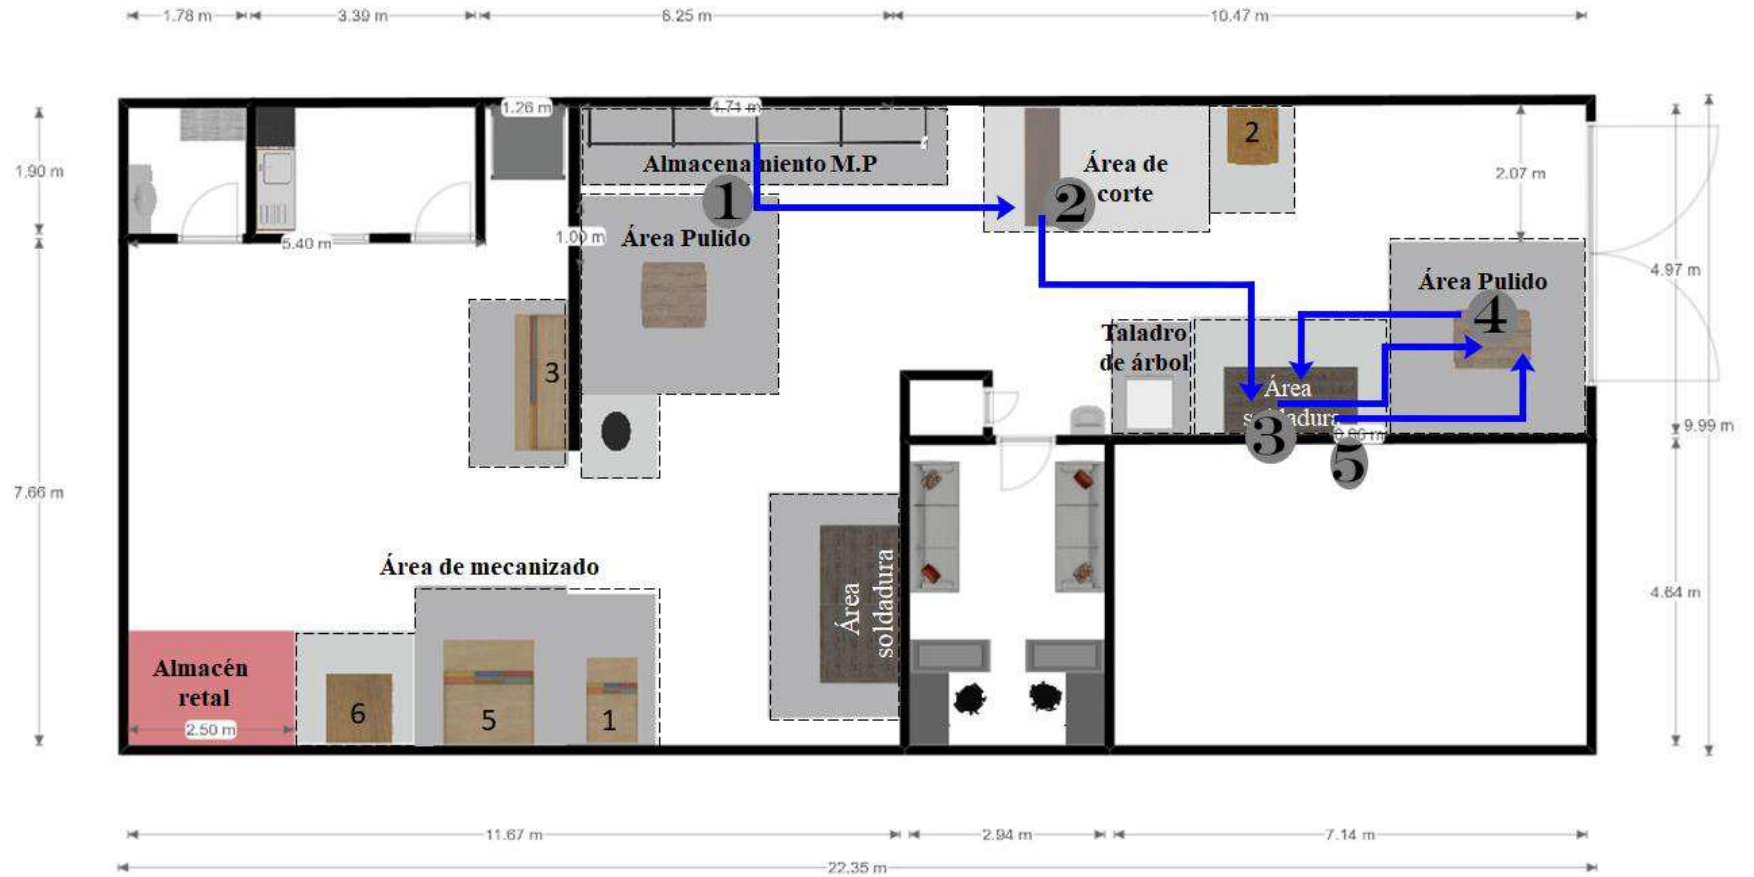 1.78 m
3.39 m
6.25 m
10.47 m
1.26 m
4.71 m
2
Almacenamiento M.P
Área de
corte
1.90 m
2.07 m
1
2
1.00 m
Área Pulido
5.40 m
4.97 m
Área Pulido
4
Taladro
de árbol
3
Área
soldadura
3
5
9.99 m
7.66 m
Área de mecanizado
Área
soldadura
4.64 m
Almacén
retal
2.50 m
6
5
1
11.67 m
2.94 m
7.14 m
22.35 m